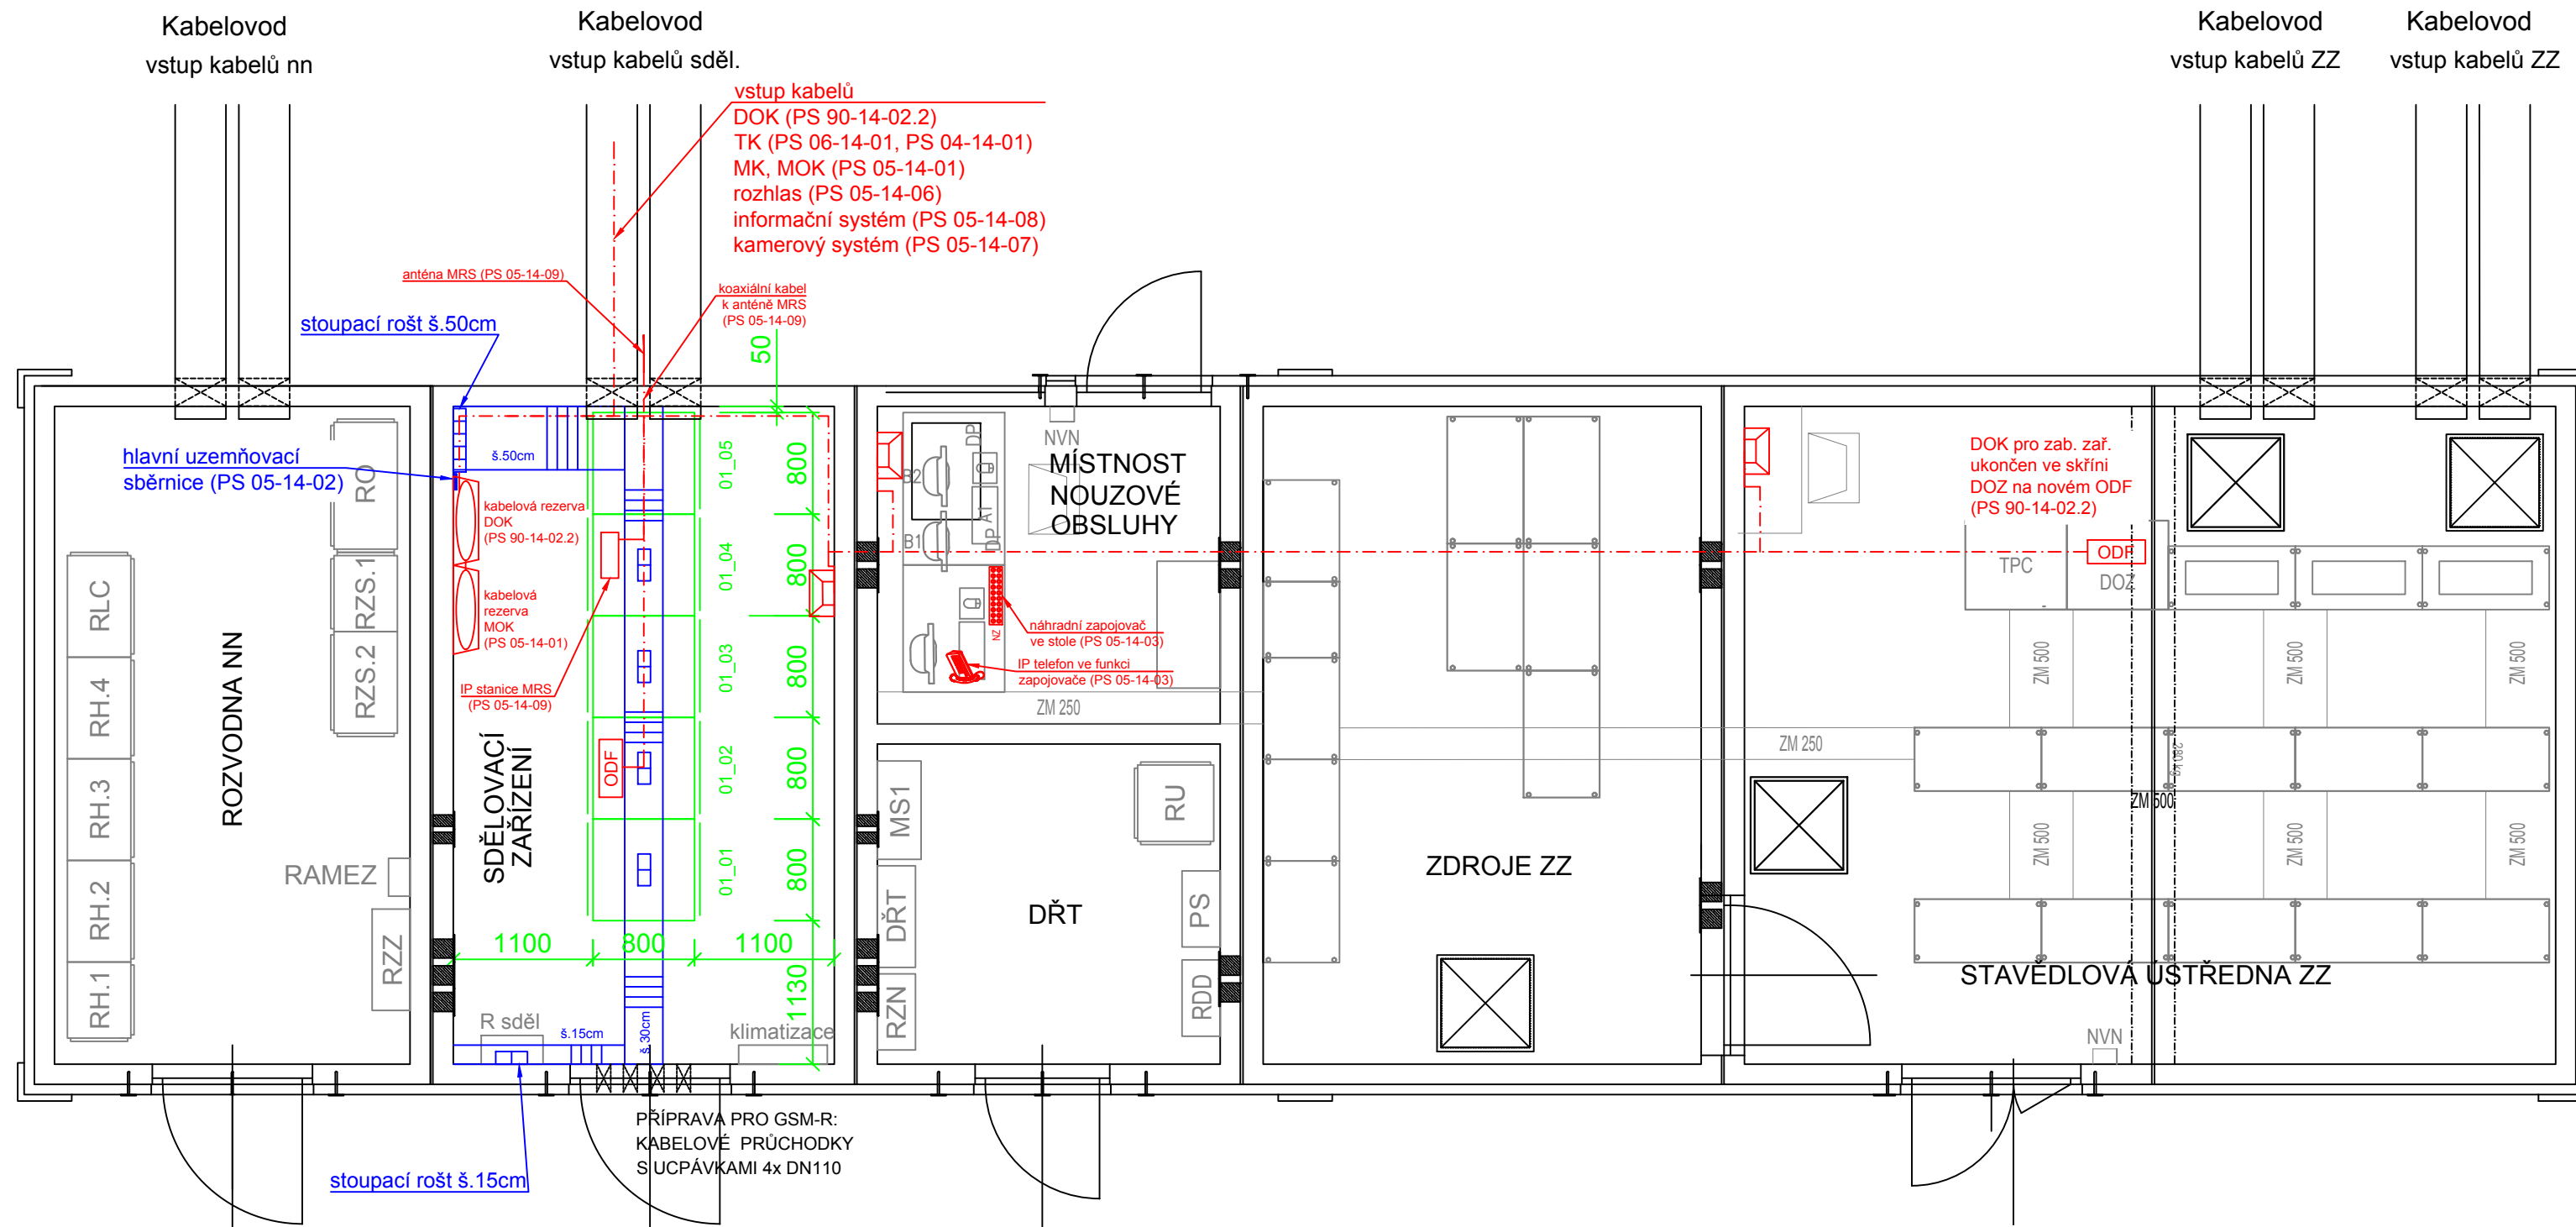 Kabelovod
vstup kabelů nn
Kabelovod
vstup kabelů sděl.
Kabelovod
vstup kabelů ZZ
Kabelovod
vstup kabelů ZZ
vstup kabelů
DOK (PS 90-14-02.2)
TK (PS 06-14-01, PS 04-14-01)
MK, MOK (PS 05-14-01)
rozhlas (PS 05-14-06)
informační systém (PS 05-14-08)
kamerový systém (PS 05-14-07)
anténa MRS (PS 05-14-09)
koaxiální kabel
k anténě MRS
(PS 05-14-09)
stoupací rošt š.50cm
hlavní uzemňovací
sběrnice (PS 05-14-02)
50
š.50cm
kabelová rezerva
DOK
(PS 90-14-02.2)
kabelová
rezerva
MOK
(PS 05-14-01)
IP stanice MRS
(PS 05-14-09)
ODF
SDĚLOVACÍ
ZAŘÍZENÍ
01_05
01_04
01_03
01_02
01_01
800
800
800
800
800
1100
800
1100
1130
R sděl
š.15cm
š.30cm
klimatizace
RO
RZS.1
RZS.2
RLC
RH.4
RH.3
RH.2
RH.1
ROZVODNA NN
RAMEZ
RZZ
NVN
MÍSTNOST
NOUZOVÉ
OBSLUHY
B2
B1
DP
DP A1
ZN
náhradní zapojovač
ve stole (PS 05-14-03)
IP telefon ve funkci
zapojovače (PS 05-14-03)
ZM 250
MS1
DŘT
RZN
RU
PS
RDD
DŘT
ZDROJE ZZ
DOK pro zab. zař.
ukončen ve skříni
DOZ na novém ODF
(PS 90-14-02.2)
ODF
TPC
DOZ
ZM 500
ZM 500
ZM 500
ZM 250
280 kg
ZM 500
ZM 500
ZM 500
ZM 500
STAVĚDLOVÁ ÚSTŘEDNA ZZ
NVN
PŘÍPRAVA PRO GSM-R:
KABELOVÉ PRŮCHODKY
S UCPÁVKAMI 4x DN110
stoupací rošt š.15cm